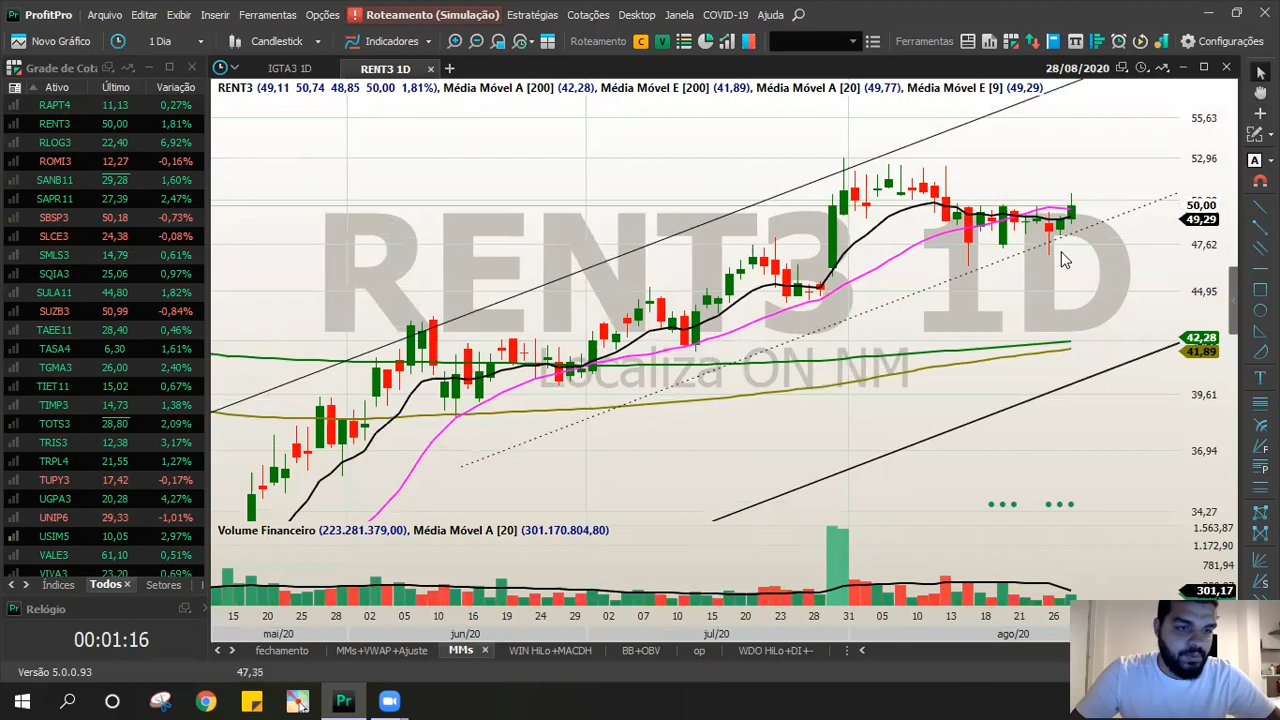 ProfitPro
Arquivo Editar Exibir Inserir Ferramentas Opções Roteamento (Simulação) Estratégias Cotações Desktop Janela COVID-19 Ajuda
Novo Gráfico 1 Dia Candlestick Indicadores Roteamento C V Ferramentas Configurações
Grade de Cota
IGTA3 1D RENT3 1D 28/08/2020
Ativo Último Variação
RAPT4 11,13 0,27%
RENT3 50,00 1,81%
RLOG3 22,40 6,92%
ROMI3 12,27 -0,16%
SANB11 29,28 1,60%
SAPR11 27,39 2,47%
SBSP3 50,18 -0,73%
SLCE3 24,38 -0,08%
SMLS3 14,79 0,61%
SQIA3 23,06 0,97%
SULA11 44,80 1,82%
SUZB3 50,99 -0,84%
TAEE11 28,40 0,46%
TASA4 6,30 1,61%
TGMA3 26,00 2,40%
TIET11 15,02 0,67%
TIMP3 14,73 1,38%
TOTS3 28,80 2,09%
TRIS3 12,38 3,17%
TRPL4 21,55 1,27%
TUPY3 17,42 -0,17%
UGPA3 20,28 4,27%
UNIP6 29,33 -1,01%
USIM5 10,05 2,97%
VALE3 61,10 0,51%
VIVA3 23,20 0,69%
Índices Todos Setores
Relógio
00:01:16
Versão 5.0.0.93
47,35
RENT3 (49,11 50,74 48,85 50,00 1,81%), Média Móvel A [200] (42,28), Média Móvel E [200] (41,89), Média Móvel A [20] (49,77), Média Móvel E [9] (49,29)
RENT3 1D
Localiza ON NM
55,63
52,96
50,00
49,29
47,62
44,95
42,28
41,89
39,61
36,94
34,27
Volume Financeiro (223.281.379,00), Média Móvel A [20] (301.170.804,80)
1.563,87
1.172,90
781,94
301,17
15 20 25 28 02 05 10 16 19 24 29 02 07 10 15 20 23 28 31 05 10 13 18 21 26
mai/20 jun/20 jul/20 ago/20
fechamento MMs+VWAP+Ajuste MMs WIN HiLo+MACDH BB+OBV op WDO HiLo+DI+-
Pr